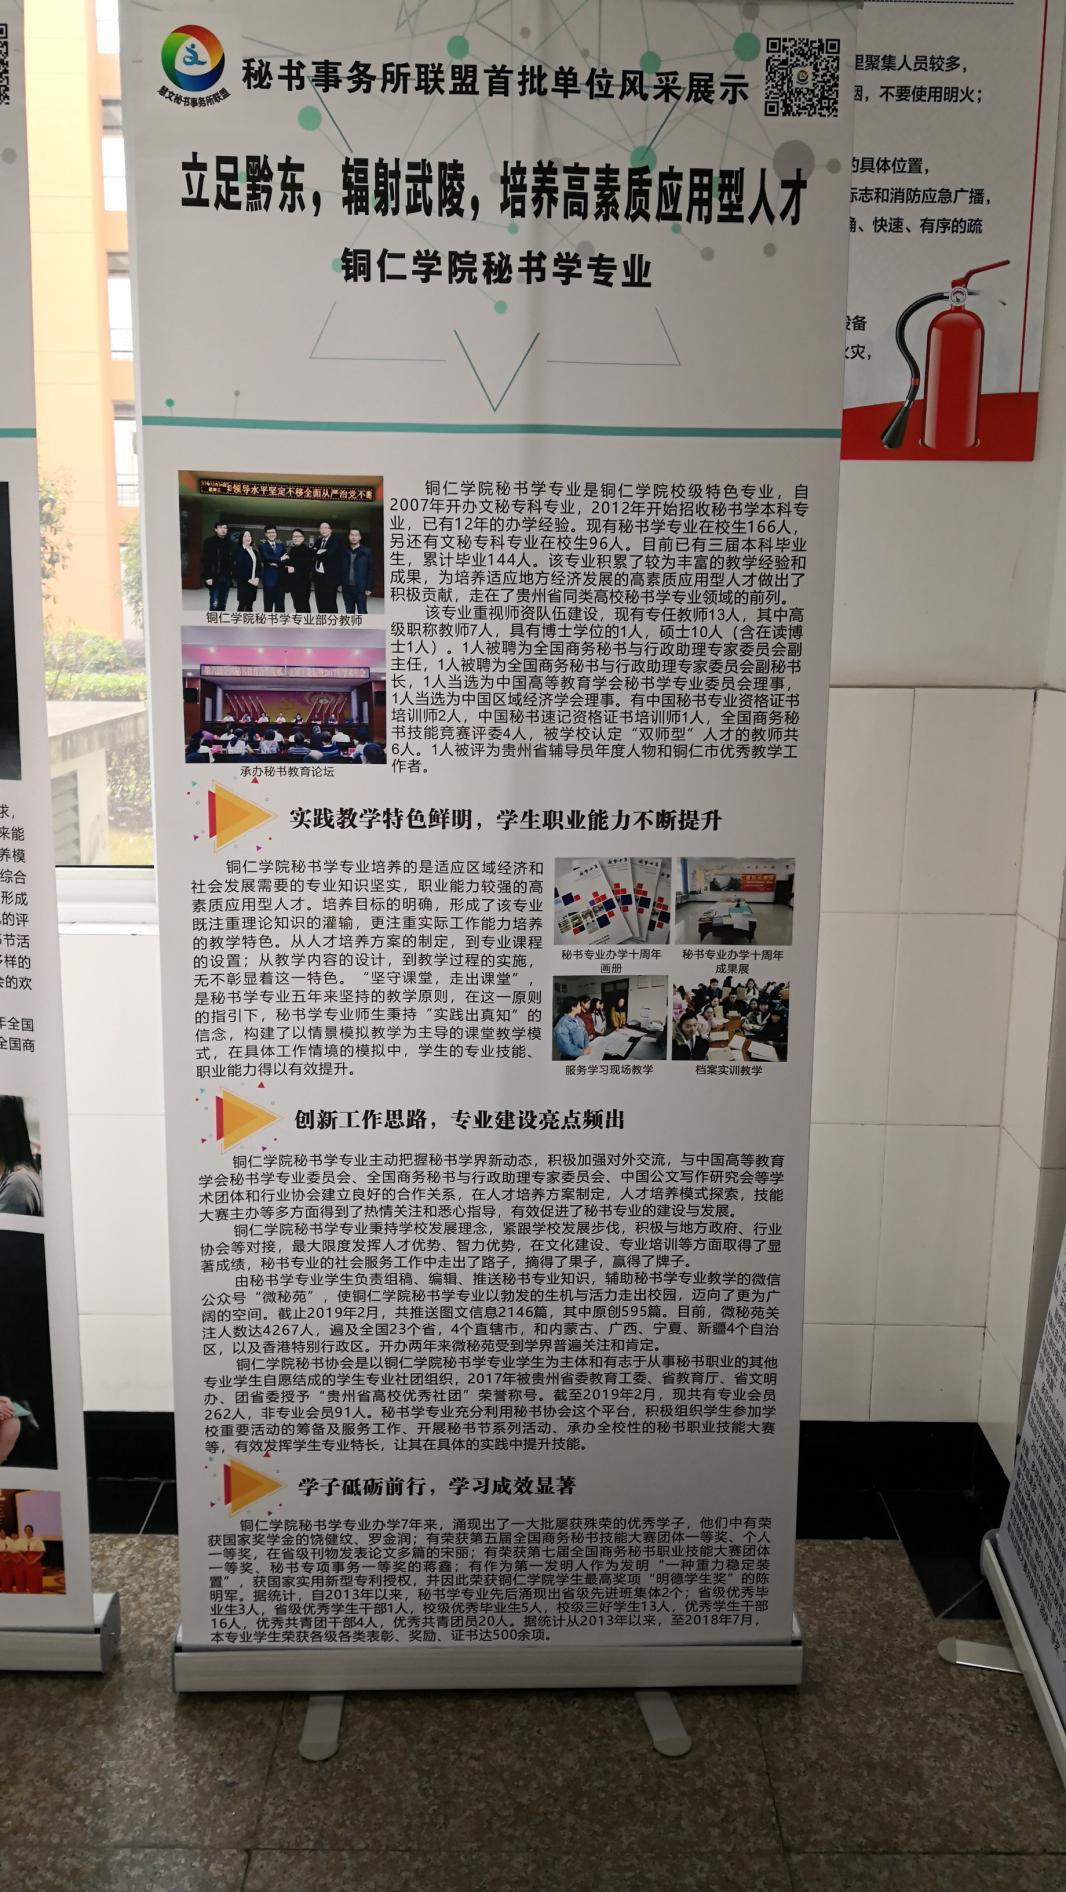 慧文秘书事务所联盟
秘书事务所联盟首批单位风采展示
立足黔东，辐射武陵，培养高素质应用型人才
铜仁学院秘书学专业
铜仁学院秘书学专业部分教师
承办秘书教育论坛
铜仁学院秘书学专业是铜仁学院校级特色专业，自
2007年开办文秘专科专业，2012年开始招收秘书学本科专
业，已有12年的办学经验。现有秘书学专业在校生166人，
另还有文秘专科专业在校生96人。目前已有三届本科毕业
生，累计毕业144人。该专业积累了较为丰富的教学经验和
成果，为培养适应地方经济发展的高素质应用型人才做出了
积极贡献，走在了贵州省同类高校秘书学专业领域的前列。
该专业重视师资队伍建设，现有专任教师13人，其中高
级职称教师7人，具有博士学位的1人，硕士10人（含在读博
士1人）。1人被聘为全国商务秘书与行政助理专家委员会副
主任，1人被聘为全国商务秘书与行政助理专家委员会副秘书
长，1人当选为中国高等教育学会秘书学专业委员会理事，
1人当选为中国区域经济学会理事。有中国秘书专业资格证书
培训师2人，中国秘书速记资格证书培训师1人，全国商务秘
书技能竞赛评委4人，被学校认定“双师型”人才的教师共
6人。1人被评为贵州省辅导员年度人物和铜仁市优秀教学工
作者。
实践教学特色鲜明，学生职业能力不断提升
铜仁学院秘书学专业培养的是适应区域经济和
社会发展需要的专业知识坚实，职业能力较强的高
素质应用型人才。培养目标的明确，形成了该专业
既注重理论知识的灌输，更注重实际工作能力培养
的教学特色。从人才培养方案的制定，到专业课程
的设置；从教学内容的设计，到教学过程的实施，
无不彰显着这一特色。“坚守课堂，走出课堂”，
是秘书学专业五年来坚持的教学原则，在这一原则
的指引下，秘书学专业师生秉持“实践出真知”的
信念，构建了以情景模拟教学为主导的课堂教学模
式，在具体工作情境的模拟中，学生的专业技能、
职业能力得以有效提升。
秘书专业办学十周年
画册
秘书专业办学十周年
成果展
服务学习现场教学
档案实训教学
创新工作思路，专业建设亮点频出
铜仁学院秘书学专业主动把握秘书学界新动态，积极加强对外交流，与中国高等教育
学会秘书学专业委员会、全国商务秘书与行政助理专家委员会、中国公文写作研究会等学
术团体和行业协会建立良好的合作关系，在人才培养方案制定，人才培养模式探索，技能
大赛主办等多方面得到了热情关注和悉心指导，有效促进了秘书专业的建设与发展。
铜仁学院秘书学专业秉持学校发展理念，紧跟学校发展步伐，积极与地方政府、行业
协会等对接，最大限度发挥人才优势、智力优势，在文化建设、专业培训等方面取得了显
著成绩，秘书专业的社会服务工作中走出了路子，摘得了果子，赢得了牌子。
由秘书学专业学生负责组稿、编辑、推送秘书专业知识，辅助秘书学专业教学的微信
公众号“微秘苑”，使铜仁学院秘书学专业以勃发的生机与活力走出校园，迈向了更为广
阔的空间。截止2019年2月，共推送图文信息2146篇，其中原创595篇。目前，微秘苑关
注人数达4267人，遍及全国23个省，4个直辖市，和内蒙古、广西、宁夏、新疆4个自治
区，以及香港特别行政区。开办两年来微秘苑受到学界普遍关注和肯定。
铜仁学院秘书协会是以铜仁学院秘书学专业学生为主体和有志于从事秘书职业的其他
专业学生自愿结成的学生专业社团组织，2017年被贵州省委教育工委、省教育厅、省文明
办、团省委授予“贵州省高校优秀社团”荣誉称号。截至2019年2月，现共有专业会员
262人，非专业会员91人。秘书学专业充分利用秘书协会这个平台，积极组织学生参加学
校重要活动的筹备及服务工作、开展秘书节系列活动、承办全校性的秘书职业技能大赛
等，有效发挥学生专业特长，让其在具体的实践中提升技能。
学子砥砺前行，学习成效显著
铜仁学院秘书学专业办学7年来，涌现出了一大批屡获殊荣的优秀学子，他们中有荣
获国家奖学金的饶健纹、罗金润；有荣获第五届全国商务秘书技能大赛团体一等奖、个人
一等奖，在省级刊物发表论文多篇的宋丽；有荣获第七届全国商务秘书职业技能大赛团体
一等奖、秘书专项事务一等奖的蒋鑫；有作为第一发明人作为发明“一种重力稳定装
置”，获国家实用新型专利授权，并因此荣获铜仁学院学生最高奖项“明德学生奖”的陈
明军。据统计，自2013年以来，秘书学专业先后涌现出省级先进班集体2个；省级优秀毕
业生3人，省级优秀学生干部1人，校级优秀毕业生5人，校级三好学生13人，优秀学生干部
16人，优秀共青团干部4人，优秀共青团员20人。据统计从2013年以来，至2018年7月，
本专业学生荣获各级各类表彰、奖励、证书达500余项。
里聚集人员较多，
烟，不要使用明火；
的具体位置，
标志和消防应急广播，
确、快速、有序的疏
设备
火灾，
求，
来能
养模
综合
形成
的评
节活
多样的
会的欢
年全国
全国商